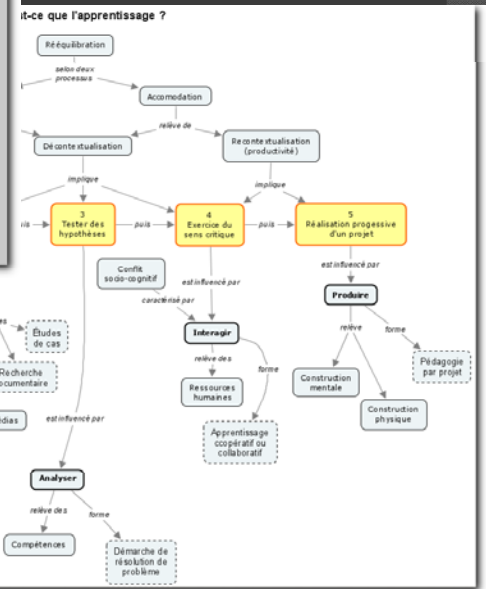 st-ce que l'apprentissage ?
Rééquilibration
selon deux
processus
Accomodation
relève de
Décontextualisation
Recontextualisation
(productivité)
implique
implique
3
Tester des
hypothèses
puis
4
Exercice du
sens critique
puis
5
Réalisation progessive
d'un projet
Conflit
socio-cognitif
est influencé par
est influencé par
caractérisé par
Produire
Interagir
relève
forme
Études
de cas
relève des
forme
Pédagogie
par projet
Recherche
ocumentaire
Ressources
humaines
Construction
mentale
Construction
physique
édias
est influencé par
Apprentissage
coopératif ou
collaboratif
Analyser
relève des
forme
Compétences
Démarche de
résolution de
problème